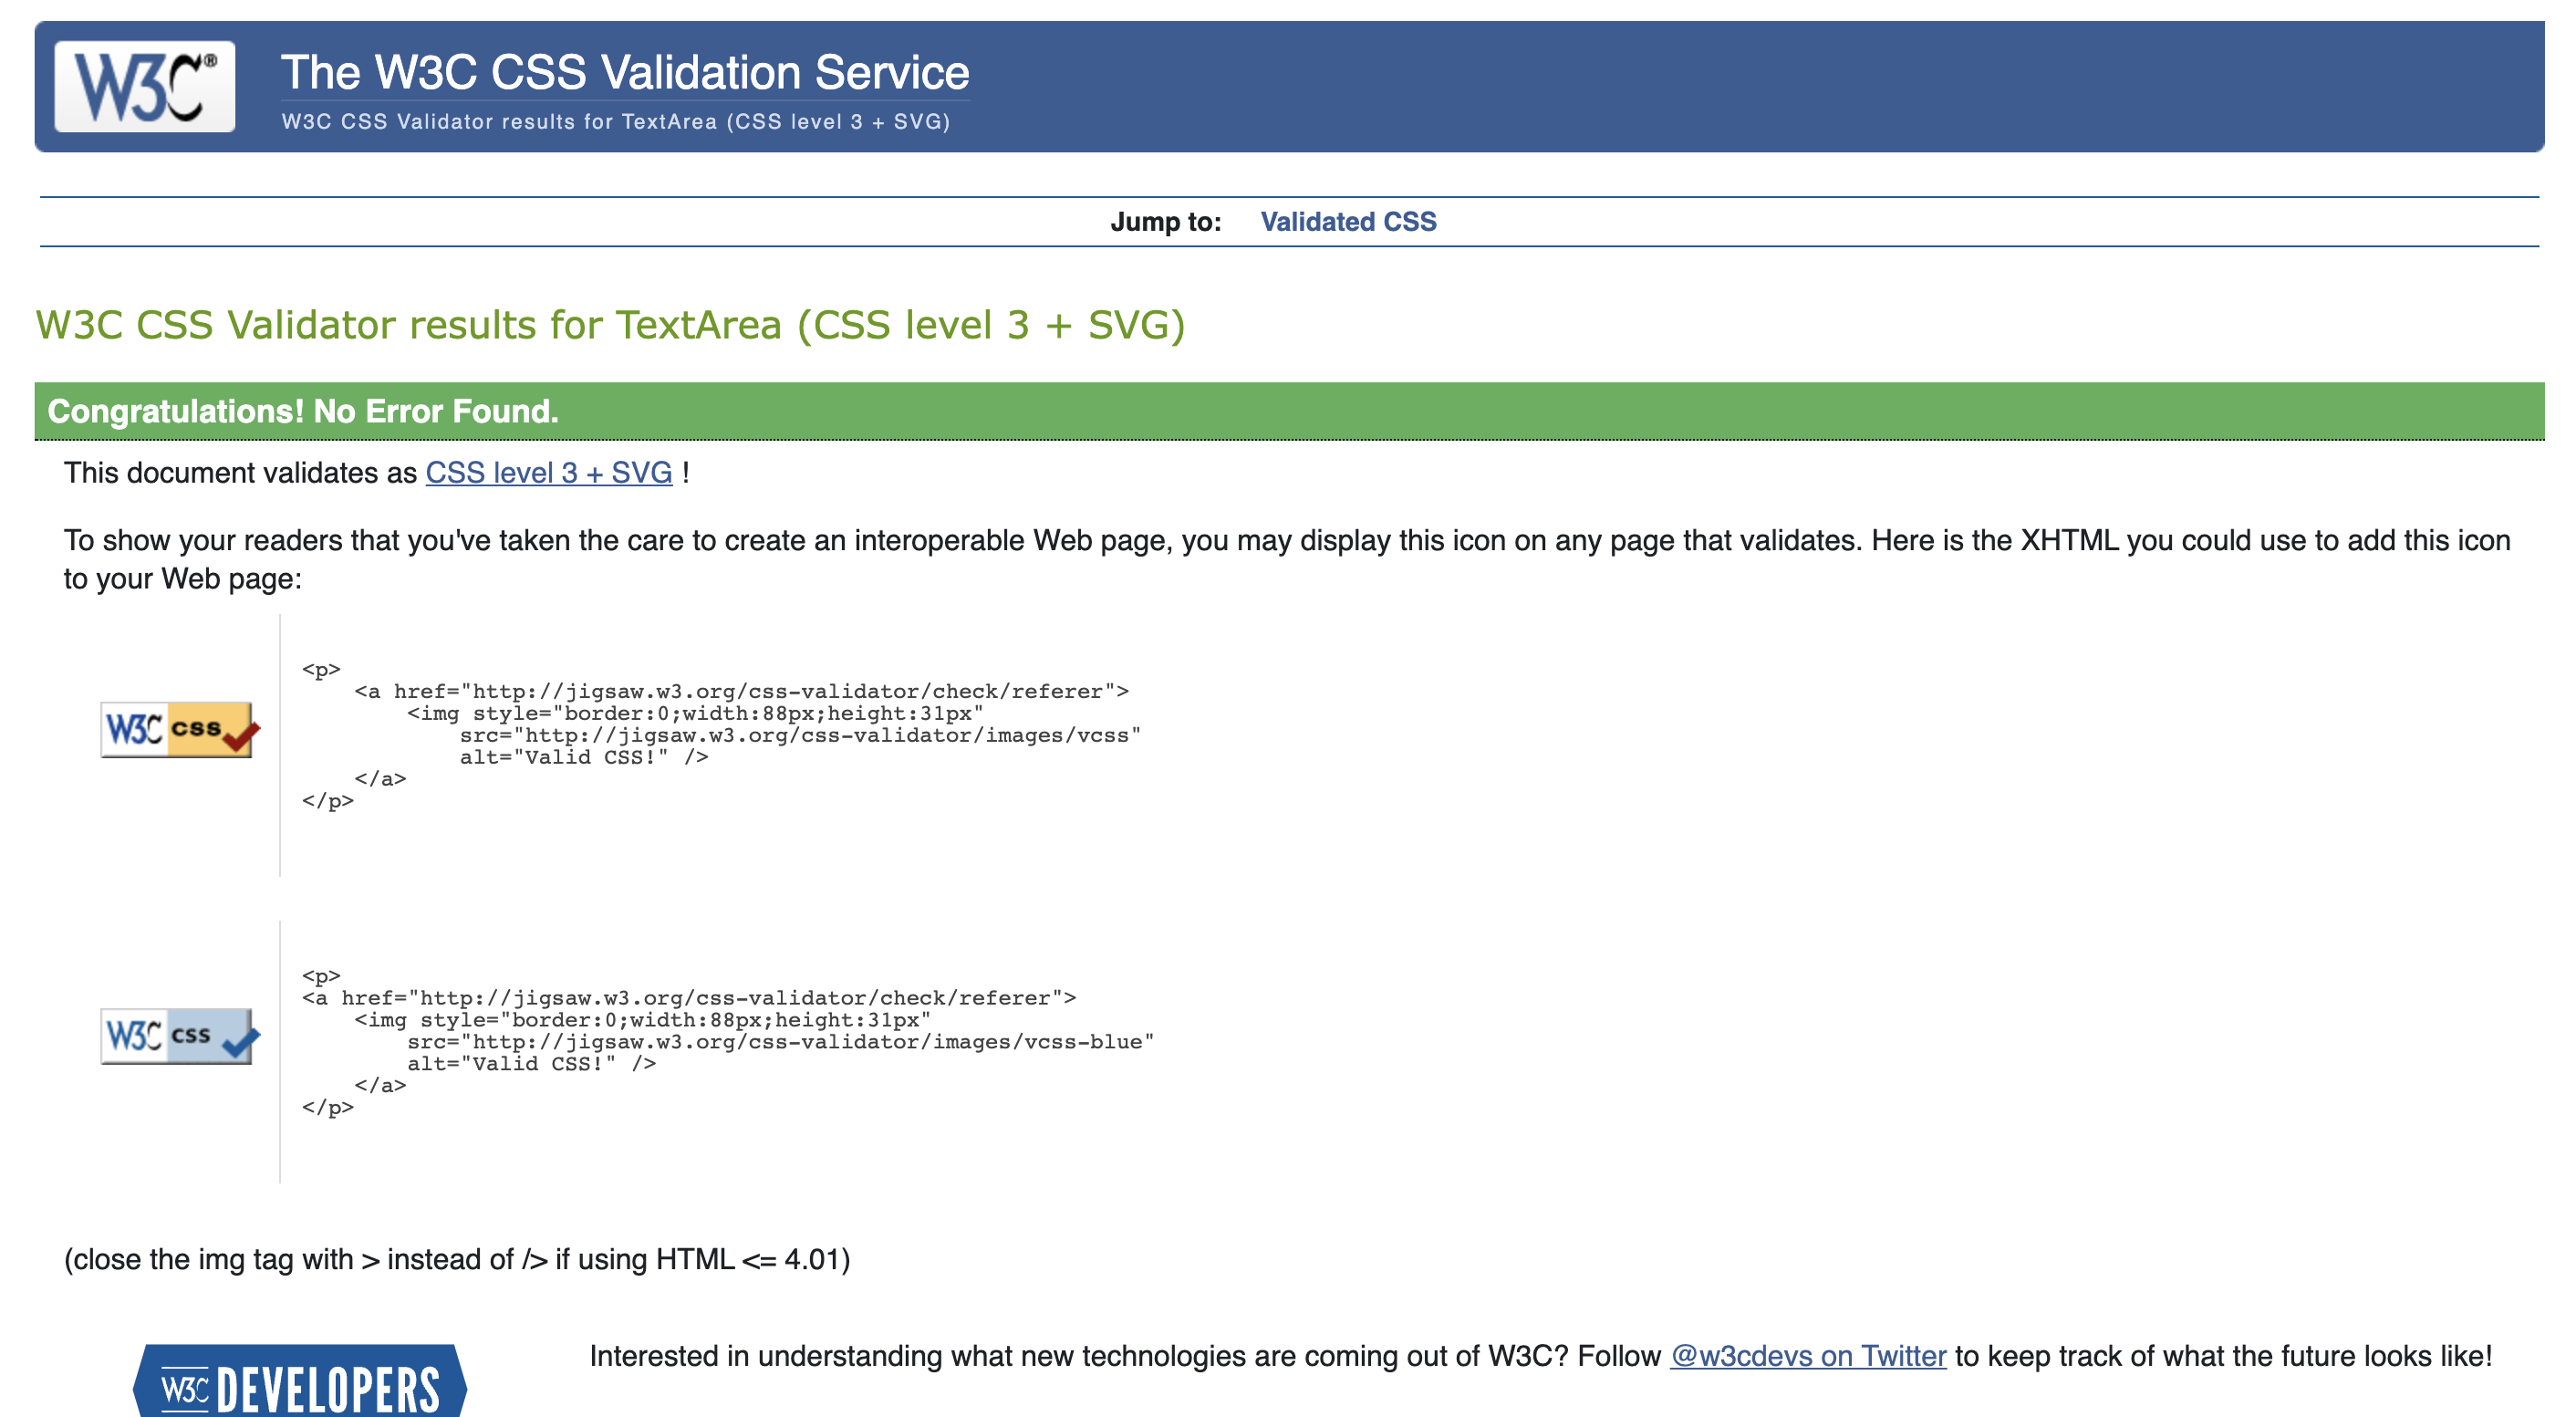 W3C®
The W3C CSS Validation Service
W3C CSS Validator results for TextArea (CSS level 3 + SVG)
Jump to: Validated CSS
W3C CSS Validator results for TextArea (CSS level 3 + SVG)
Congratulations! No Error Found.
This document validates as CSS level 3 + SVG !
To show your readers that you've taken the care to create an interoperable Web page, you may display this icon on any page that validates. Here is the XHTML you could use to add this icon
to your Web page:
W3C css
<p>
<a href="http://jigsaw.w3.org/css-validator/check/referer">
<img style="border:0;width:88px;height:31px"
src="http://jigsaw.w3.org/css-validator/images/vcss"
alt="Valid CSS!" />
</a>
</p>
W3C css
<p>
<a href="http://jigsaw.w3.org/css-validator/check/referer">
<img style="border:0;width:88px;height:31px"
src="http://jigsaw.w3.org/css-validator/images/vcss-blue"
alt="Valid CSS!" />
</a>
</p>
(close the img tag with > instead of /> if using HTML <= 4.01)
W3C DEVELOPERS
Interested in understanding what new technologies are coming out of W3C? Follow @w3cdevs on Twitter to keep track of what the future looks like!